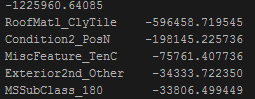 -1225960.64085
RoofMatl_ClyTile -596458.719545
Condition2_PosN -198145.225736
MiscFeature_TenC -75761.407736
Exterior2nd_Other -34333.722350
MSSubClass_180 -33806.499449